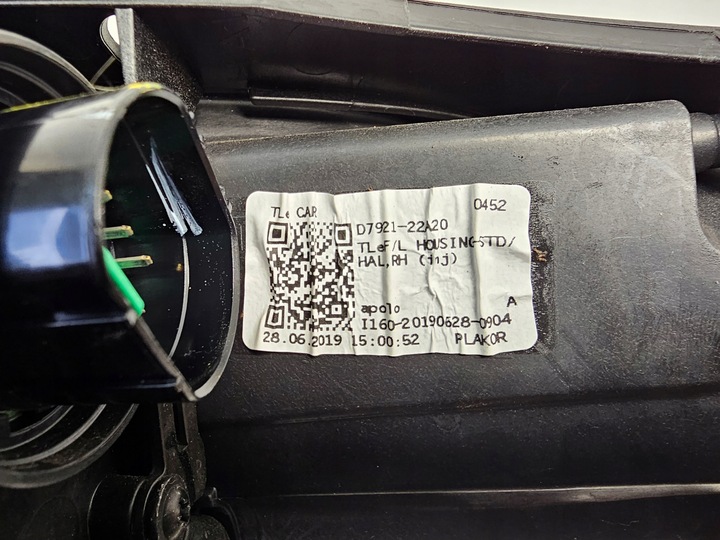 TLe CAR
0452
D7921-22A20
TLeF/L HOUSING-STD/
HAL,RH (jij)
apolo
A
I160-20190628-0904
28.06.2019 15:00:52
PLAKOR